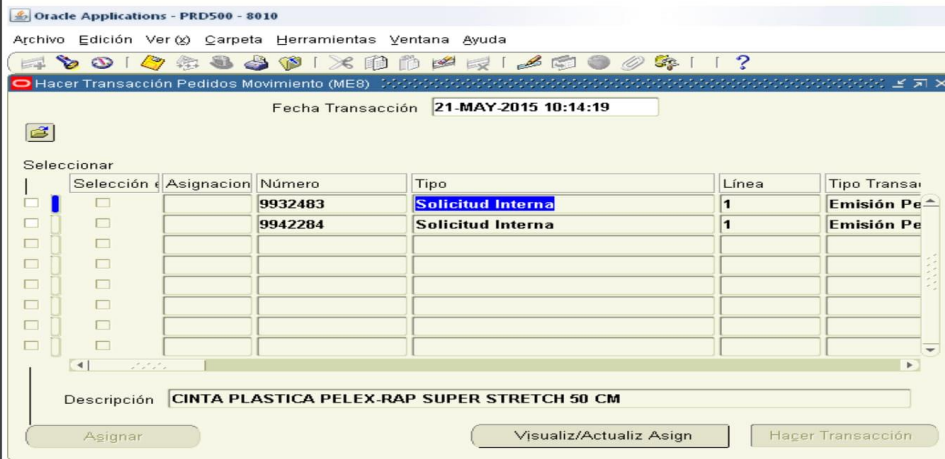 Oracle Applications - PRD500 - 8010
Archivo Edición Ver(x) Carpeta Herramientas Ventana Ayuda
Hacer Transacción Pedidos Movimiento (ME8)
Fecha Transacción 21-MAY-2015 10:14:19
Seleccionar
Selección Asignacion Número Tipo Línea Tipo Transa
9932483 Solicitud Interna 1 Emisión Pe
9942284 Solicitud Interna 1 Emisión Pe
Descripción CINTA PLASTICA PELEX-RAP SUPER STRETCH 50 CM
Asignar Visualiz/Actualiz Asign Hacer Transacción